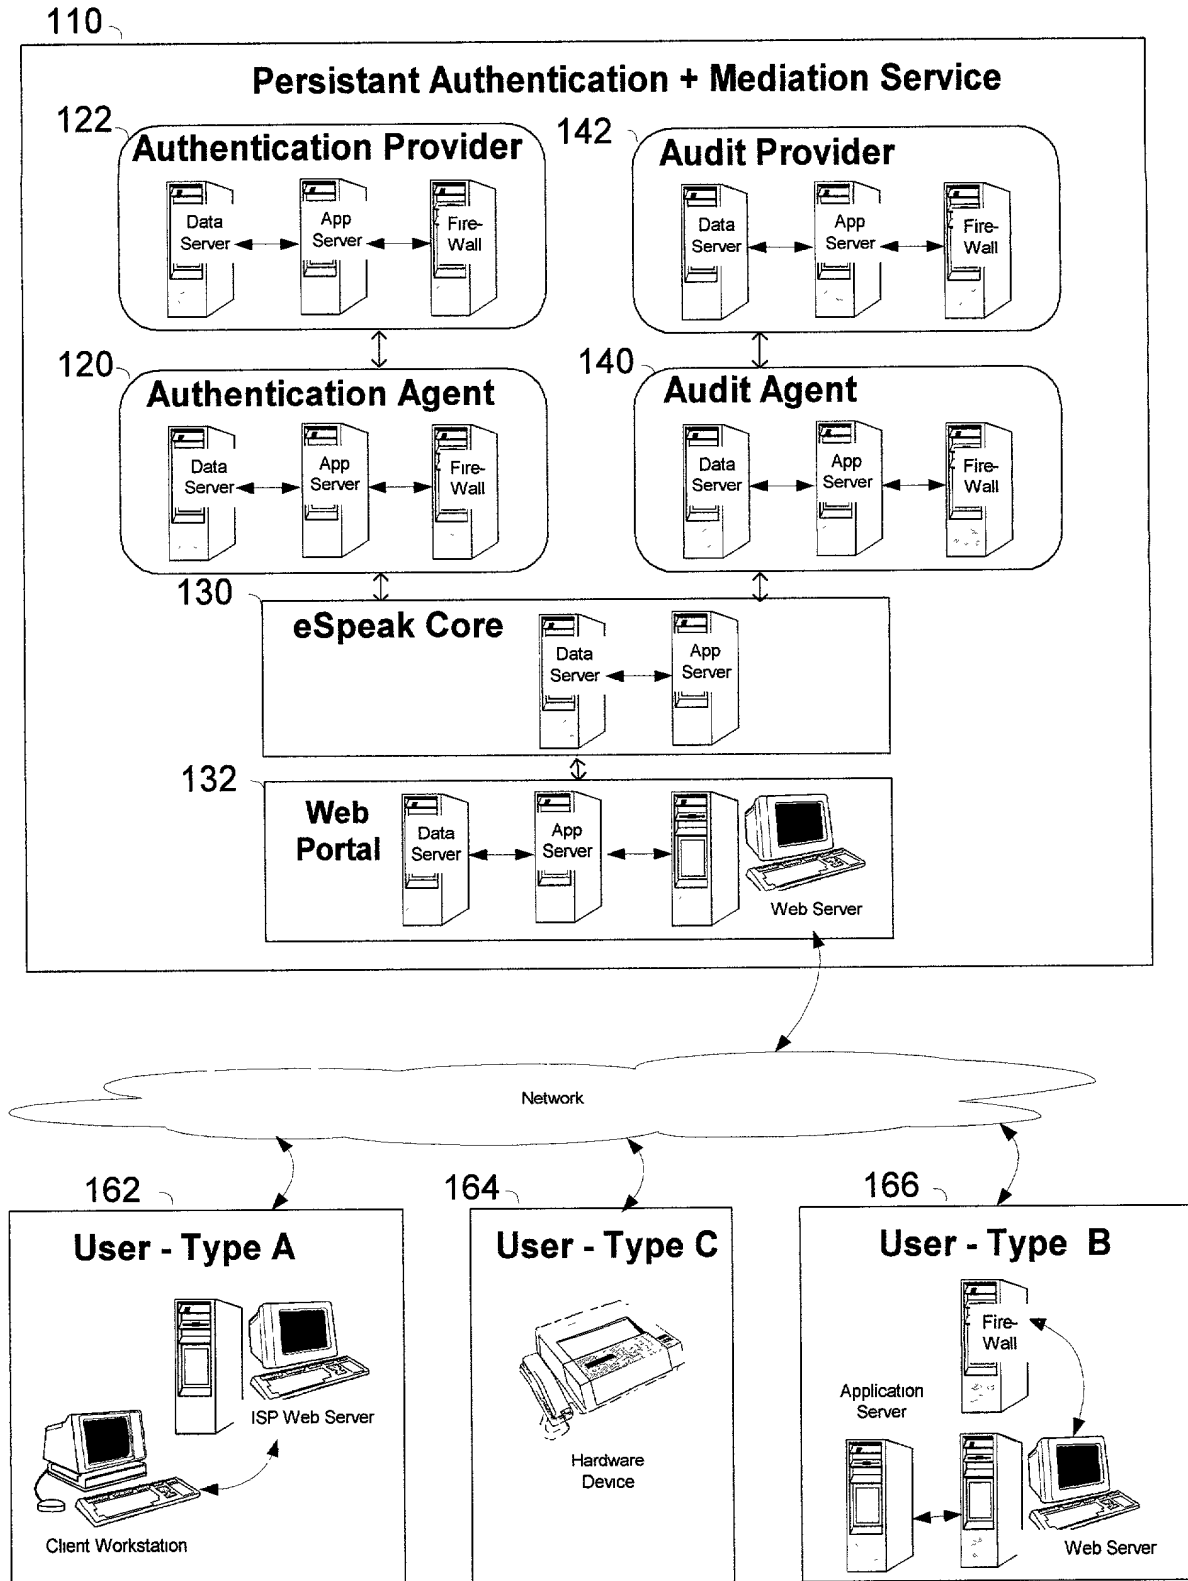 110
Persistant Authentication + Mediation Service
122
Authentication Provider
Data
Server
App
Server
Fire-
Wall
142
Audit Provider
Data
Server
App
Server
Fire-
Wall
120
Authentication Agent
Data
Server
App
Server
Fire-
Wall
140
Audit Agent
Data
Server
App
Server
Fire-
Wall
130
eSpeak Core
Data
Server
App
Server
132
Web
Portal
Data
Server
App
Server
Web Server
Network
162
User - Type A
ISP Web Server
Client Workstation
164
User - Type C
Hardware
Device
166
User - Type B
Fire-
Wall
Application
Server
Web Server